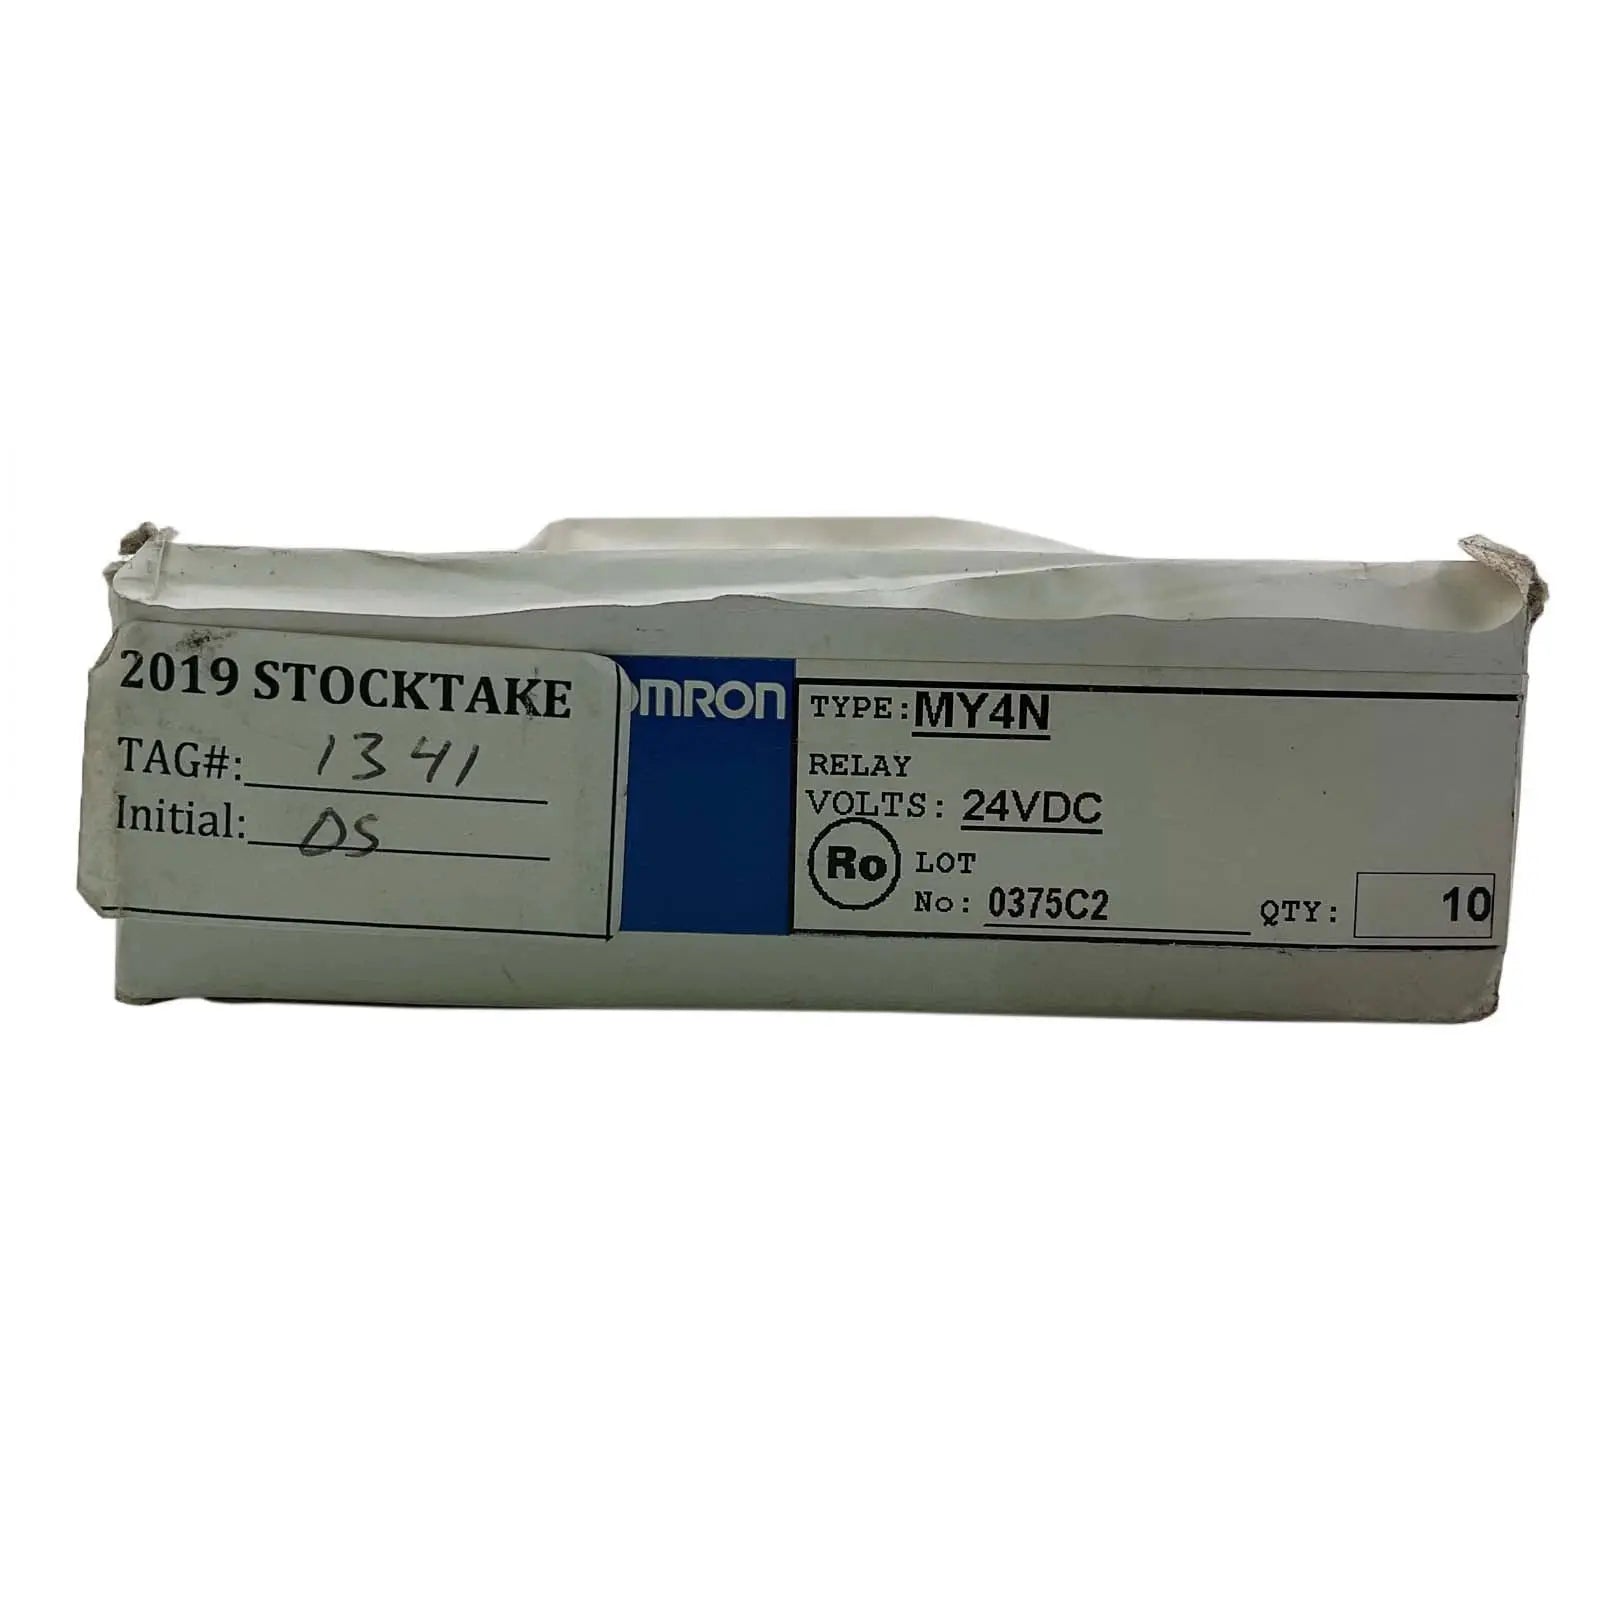 2019 STOCKTAKE
TAG#: 1341
Initial: DS
OMRON
TYPE: MY4N
RELAY
VOLTS: 24VDC
Ro LOT
No: 0375C2
QTY: 10